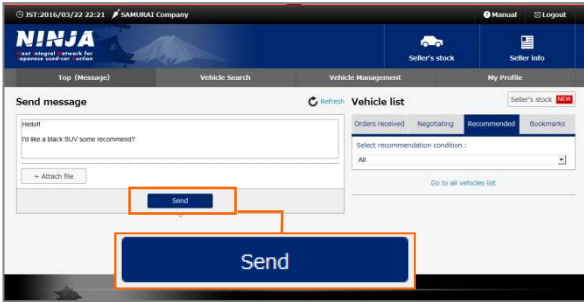 JST:2016/03/22 22:21 SAMURAI Company
Manual Logout
NINJA
Next integral Network for
Japanese used-car Auction
Seller's stock
Seller info
Top (Message) Vehicle Search Vehicle Management My Profile
Send message
Refresh
Vehicle list
Seller's stock NEW
Hello!!
I'd like a black SUV some recommend?
Orders received Negotiating Recommended Bookmarks
Select recommendation condition :
All
+ Attach file
Go to all vehicles list
Send
Send